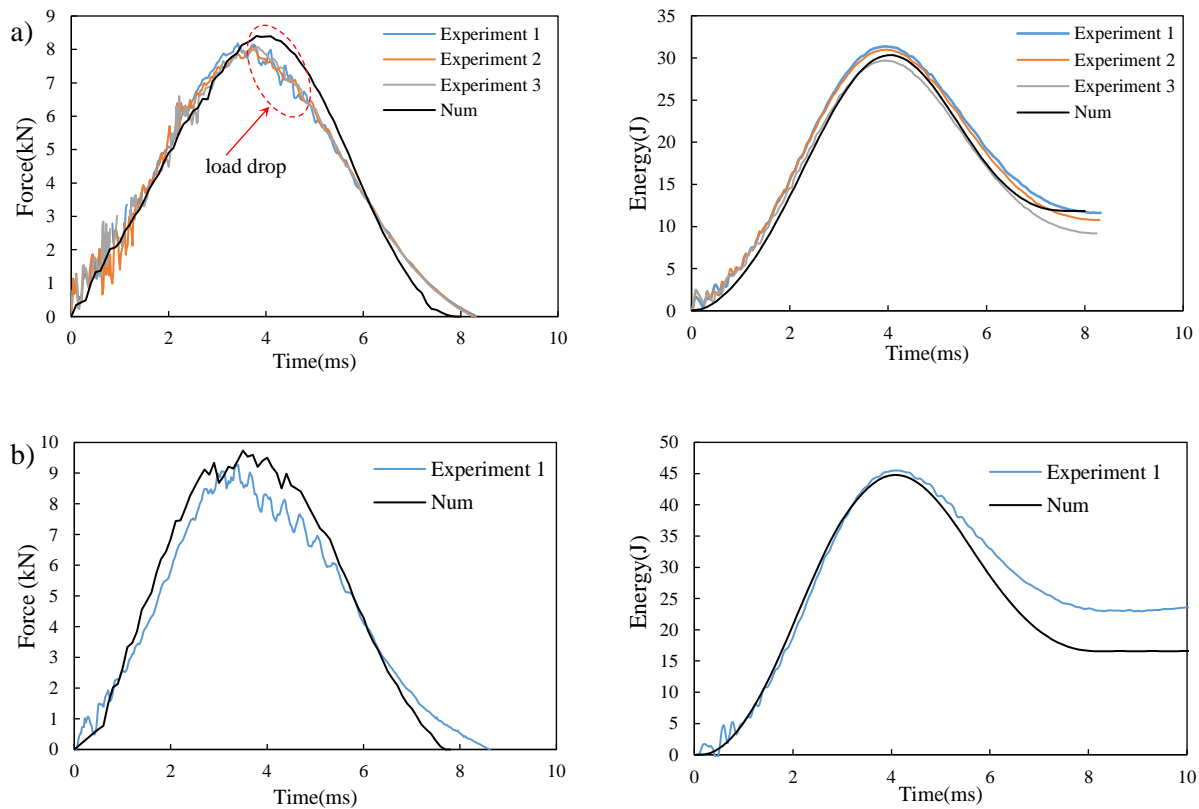 a)
9
8
7
6
5
4
3
2
1
0
Force(kN)
0 2 4 6 8 10
Time(ms)
Experiment 1
Experiment 2
Experiment 3
Num
load drop
35
30
25
20
15
10
5
0
Energy(J)
0 2 4 6 8 10
Time(ms)
Experiment 1
Experiment 2
Experiment 3
Num
b)
10
9
8
7
6
5
4
3
2
1
0
Force (kN)
0 2 4 6 8 10
Time(ms)
Experiment 1
Num
50
45
40
35
30
25
20
15
10
5
0
Energy(J)
0 2 4 6 8 10
Time(ms)
Experiment 1
Num